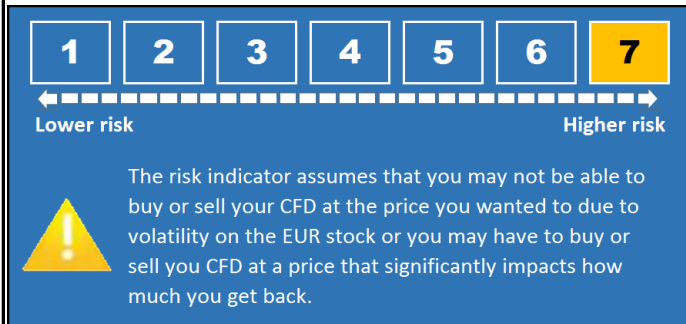 1 2 3 4 5 6 7
Lower risk Higher risk
The risk indicator assumes that you may not be able to
buy or sell your CFD at the price you wanted to due to
volatility on the EUR stock or you may have to buy or
sell you CFD at a price that significantly impacts how
much you get back.